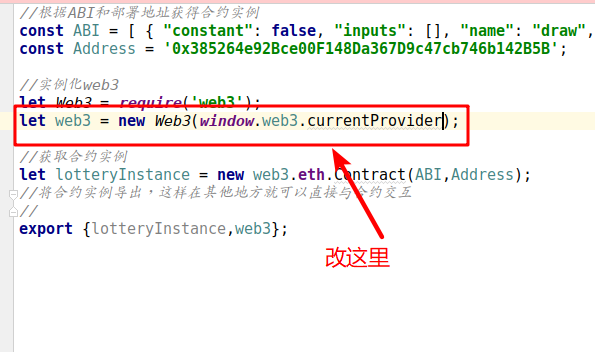 //根据ABI和部署地址获得合约实例
const ABI = [ { "constant": false, "inputs": [], "name": "draw",
const Address = '0x385264e92Bce00F148Da367D9c47cb746b142B5B';
//实例化web3
let Web3 = require('web3');
let web3 = new Web3(window.web3.currentProvider);
//获取合约实例
let lotteryInstance = new web3.eth.Contract(ABI,Address);
//将合约实例导出，这样在其他地方就可以直接与合约交互
//
export {lotteryInstance,web3};
改这里